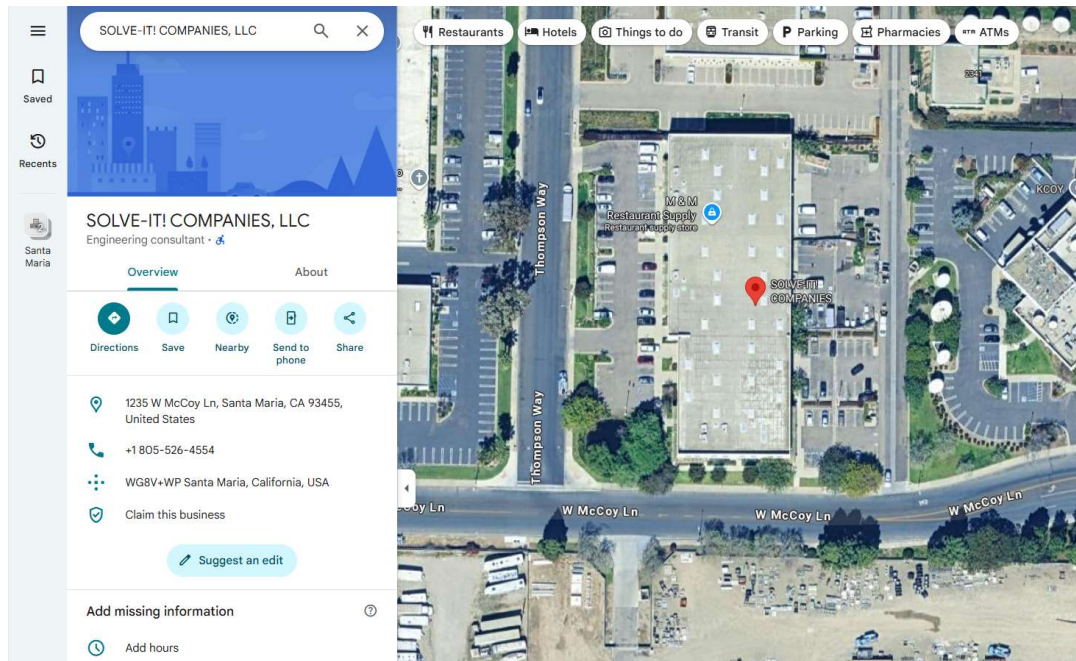 SOLVE-IT! COMPANIES, LLC
Saved
Recents
Santa
Maria
SOLVE-IT! COMPANIES, LLC
Engineering consultant ·
Overview
About
Directions
Save
Nearby
Send to
phone
Share
1235 W McCoy Ln, Santa Maria, CA 93455,
United States
+1 805-526-4554
WG8V+WP Santa Maria, California, USA
Claim this business
Suggest an edit
Add missing information
Add hours
Restaurants
Hotels
Things to do
Transit
P Parking
Pharmacies
ATM ATMs
2341
KCOY
M & M
Restaurant Supply
Restaurant supply store
SOLVE-IT!
COMPANIES
Thompson Way
Thompson Way
oy Ln
W McCoy Ln
W McCoy Ln
W McCoy Ln